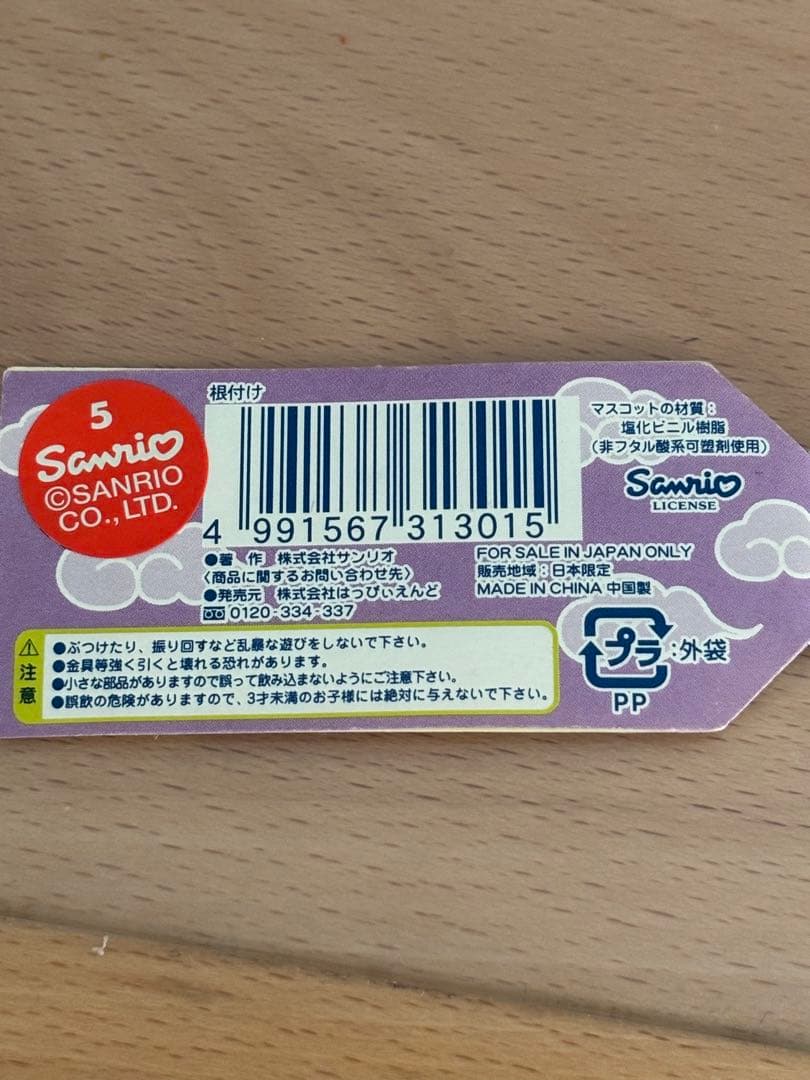 5
Sanrio
©SANRIO
CO., LTD.
根付け
4 991567 313015
マスコットの材質：
塩化ビニル樹脂
(非フタル酸系可塑剤使用)
Sanrio
LICENSE
●著　作　株式会社サンリオ
〈商品に関するお問い合わせ先〉
●発売元　株式会社はっぴぃえんど
0120-334-337
FOR SALE IN JAPAN ONLY
販売地域：日本限定
MADE IN CHINA 中国製
注意
●ぶつけたり、振り回すなど乱暴な遊びをしないで下さい。
●金具等強く引くと壊れる恐れがあります。
●小さな部品がありますので誤って飲み込まないようにご注意下さい。
●誤飲の危険がありますので、3才未満のお子様には絶対に与えないで下さい。
プラ：外袋
PP